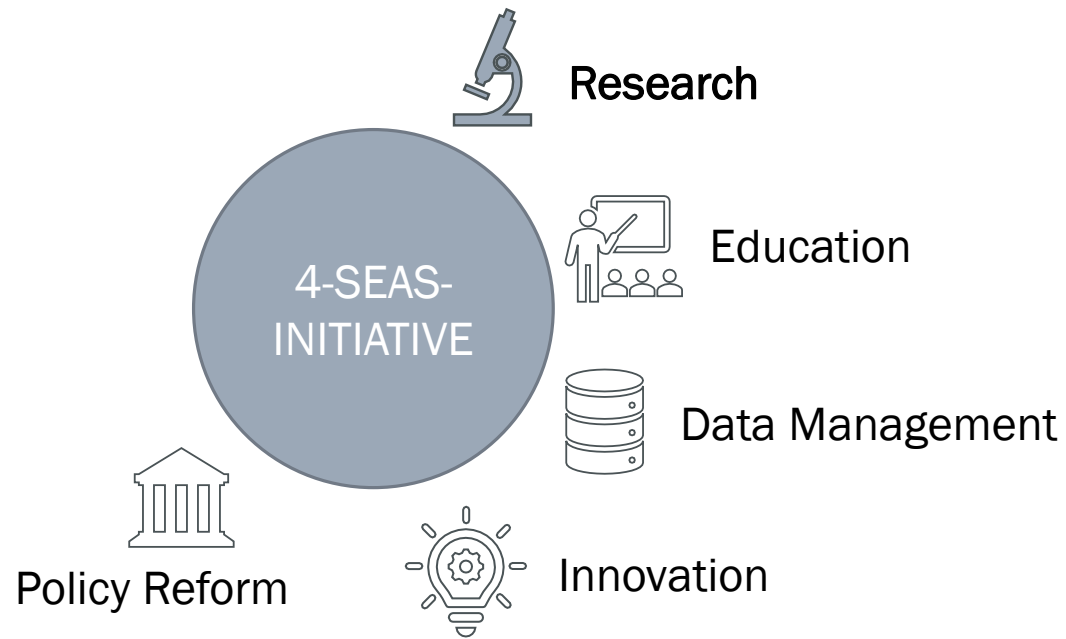 Research
4-SEAS-
INITIATIVE
Education
Data Management
Innovation
Policy Reform